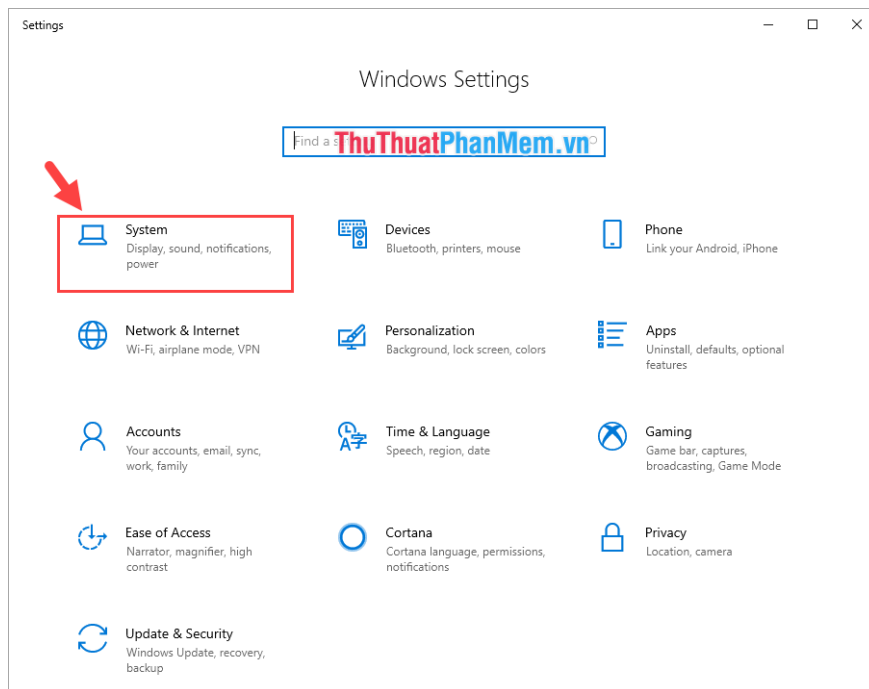 Settings
Windows Settings
Find a s ThuThuatPhanMem.vn
System
Display, sound, notifications,
power
Devices
Bluetooth, printers, mouse
Phone
Link your Android, iPhone
Network & Internet
Wi-Fi, airplane mode, VPN
Personalization
Background, lock screen, colors
Apps
Uninstall, defaults, optional
features
Accounts
Your accounts, email, sync,
work, family
Time & Language
Speech, region, date
Gaming
Game bar, captures,
broadcasting, Game Mode
Ease of Access
Narrator, magnifier, high
contrast
Cortana
Cortana language, permissions,
notifications
Privacy
Location, camera
Update & Security
Windows Update, recovery,
backup